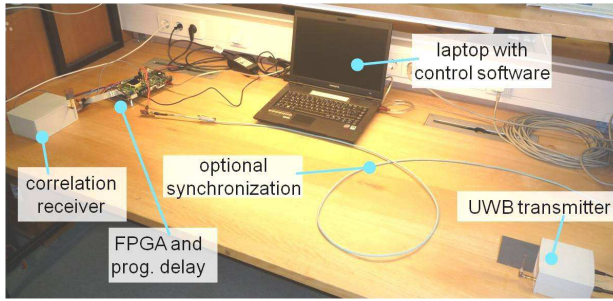 laptop with
control software
optional
synchronization
correlation
receiver
UWB transmitter
FPGA and
prog. delay